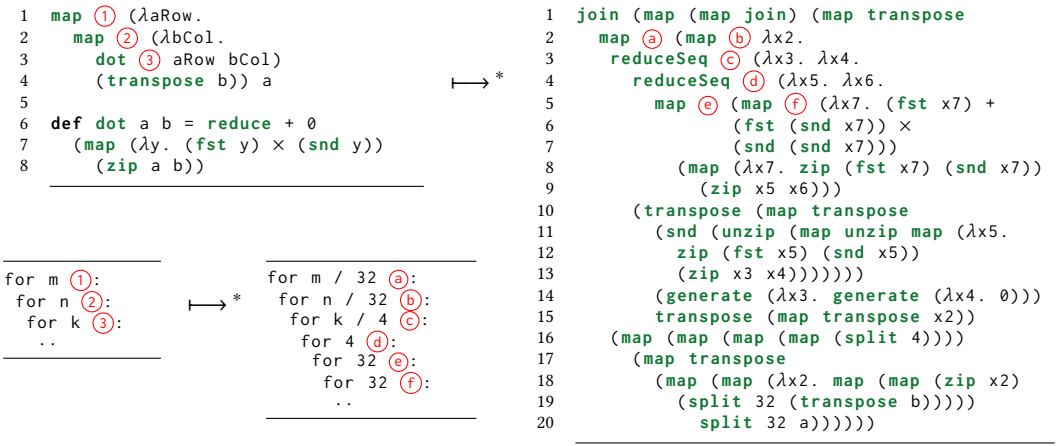 1 map ① (λaRow.
2   map ② (λbCol.
3     dot ③ aRow bCol)
4     (transpose b)) a
5
6 def dot a b = reduce + 0
7   (map (λy. (fst y) × (snd y))
8     (zip a b))
⟼*
for m ①:
 for n ②:
  for k ③:
   ..
⟼*
for m / 32 ⓐ:
 for n / 32 ⓑ:
  for k / 4 ⓒ:
   for 4 ⓓ:
    for 32 ⓔ:
     for 32 ⓕ:
      ..
1 join (map (map join) (map transpose
2   map ⓐ (map ⓑ λx2.
3    reduceSeq ⓒ (λx3. λx4.
4      reduceSeq ⓓ (λx5. λx6.
5        map ⓔ (map ⓕ (λx7. (fst x7) +
6               (fst (snd x7)) ×
7               (snd (snd x7)))
8          (map (λx7. zip (fst x7) (snd x7))
9            (zip x5 x6)))
10      (transpose (map transpose
11        (snd (unzip (map unzip map (λx5.
12          zip (fst x5) (snd x5))
13          (zip x3 x4)))))))
14        (generate (λx3. generate (λx4. 0)))
15        transpose (map transpose x2))
16    (map (map (map (map (split 4))))
17      (map transpose
18        (map (map (λx2. map (map (zip x2)
19          (split 32 (transpose b)))))
20            split 32 a))))))